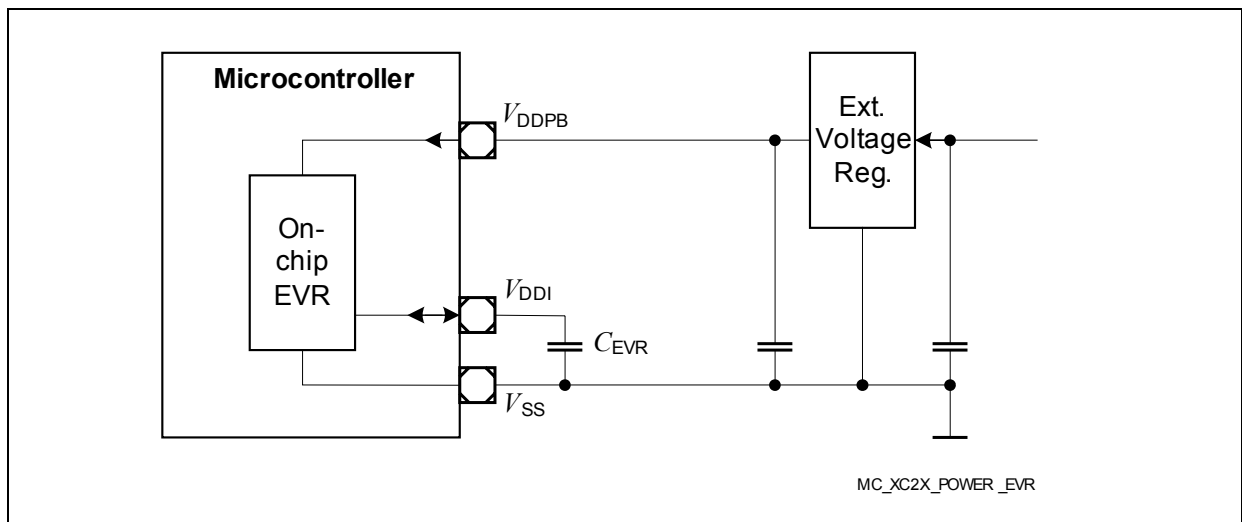 Microcontroller
VDDPB
Ext.
Voltage
Reg.
On-
chip
EVR
VDDI
CEVR
VSS
MC_XC2X_POWER _EVR